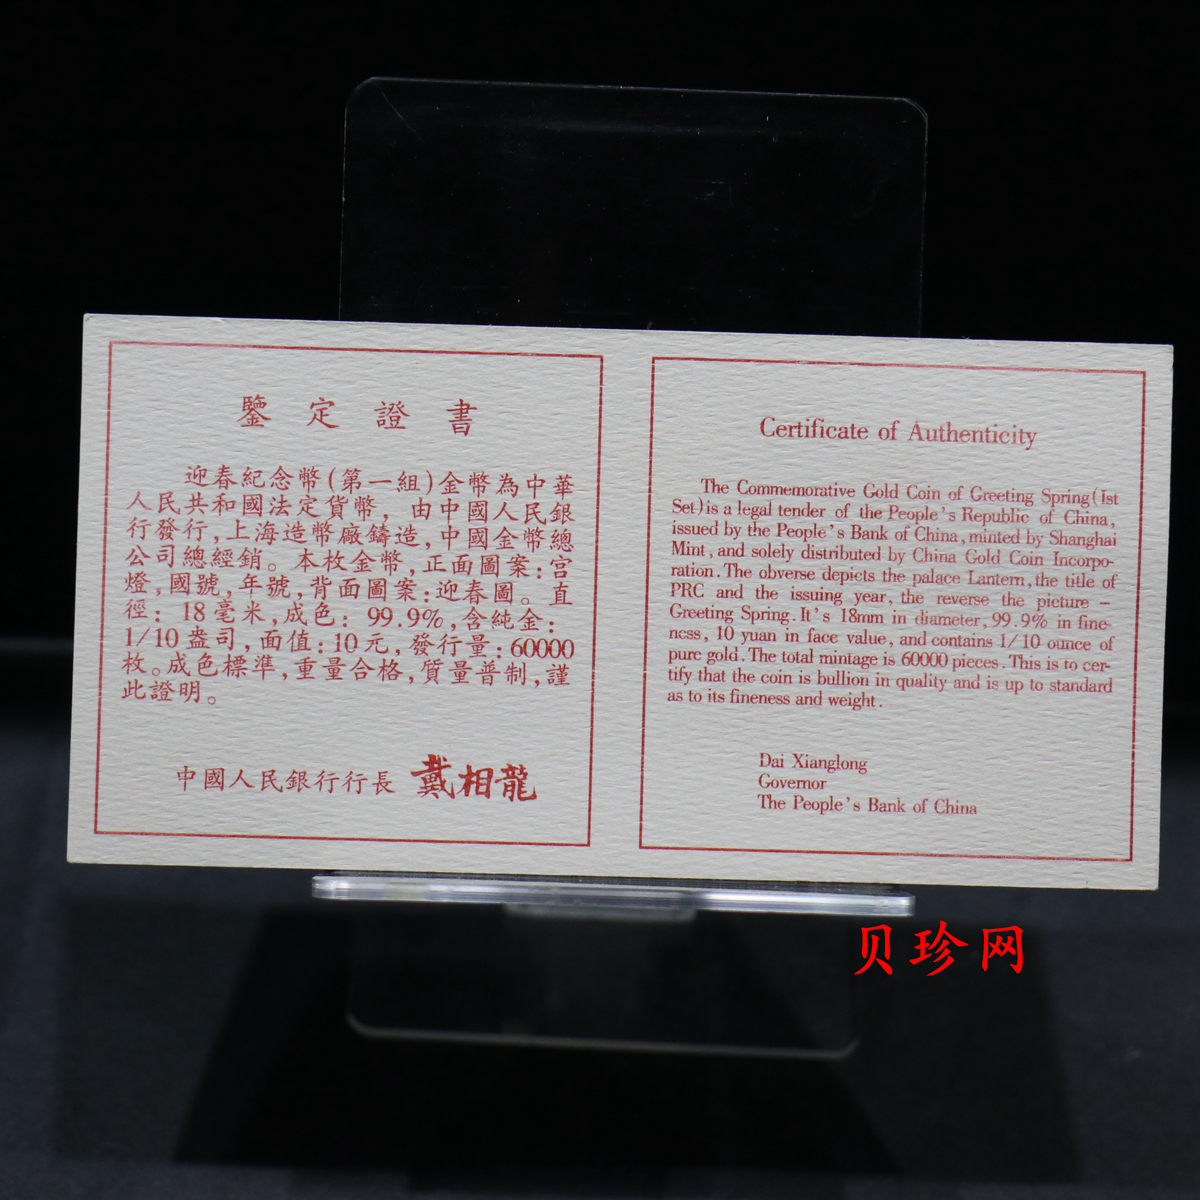 鑒定證書
迎春紀念幣(第一組)金幣為中華
人民共和國法定貨幣，由中國人民銀
行發行,上海造幣廠鑄造,中國金幣總
公司總經銷。本枚金幣,正面圖案:宮
燈,國號,年號,背面圖案:迎春圖。直
徑: 18毫米,成色: 99.9%,含純金:
1/10盎司,面值:10元,發行量:60000
枚。成色標準,重量合格,質量普制,謹
此證明。
中國人民銀行行長 戴相龍
Certificate of Authenticity
The Commemorative Gold Coin of Greeting Spring(Ist
Set)is a legal tender of the People's Republic of China,
issued by the People's Bank of China, minted by Shanghai
Mint, and solely distributed by China Gold Coin Incorpo-
ration. The obverse depicts the palace Lantern, the title of
PRC and the issuing year, the reverse the picture –
Greeting Spring. It's 18mm in diameter, 99.9% in fine-
ness, 10 yuan in face value, and contains 1/10 ounce of
pure gold. The total mintage is 60000 pieces. This is to cer-
tify that the coin is bullion in quality and is up to standard
as to its fineness and weight.
Dai Xianglong
Governor
The People's Bank of China
贝珍网